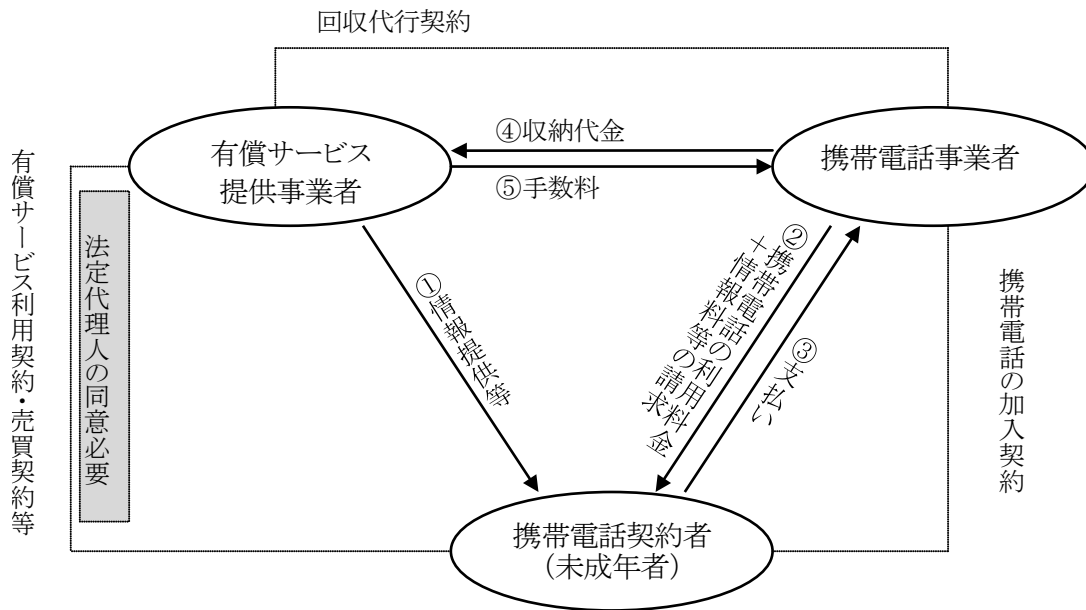 回収代行契約
有償サービス
提供事業者
④収納代金
⑤手数料
携帯電話事業者
有償サービス利用契約・売買契約等
法定代理人の同意必要
①情報提供等
②携帯電話の利用料金
+情報料等の請求
③支払い
携帯電話の加入契約
携帯電話契約者
(未成年者)